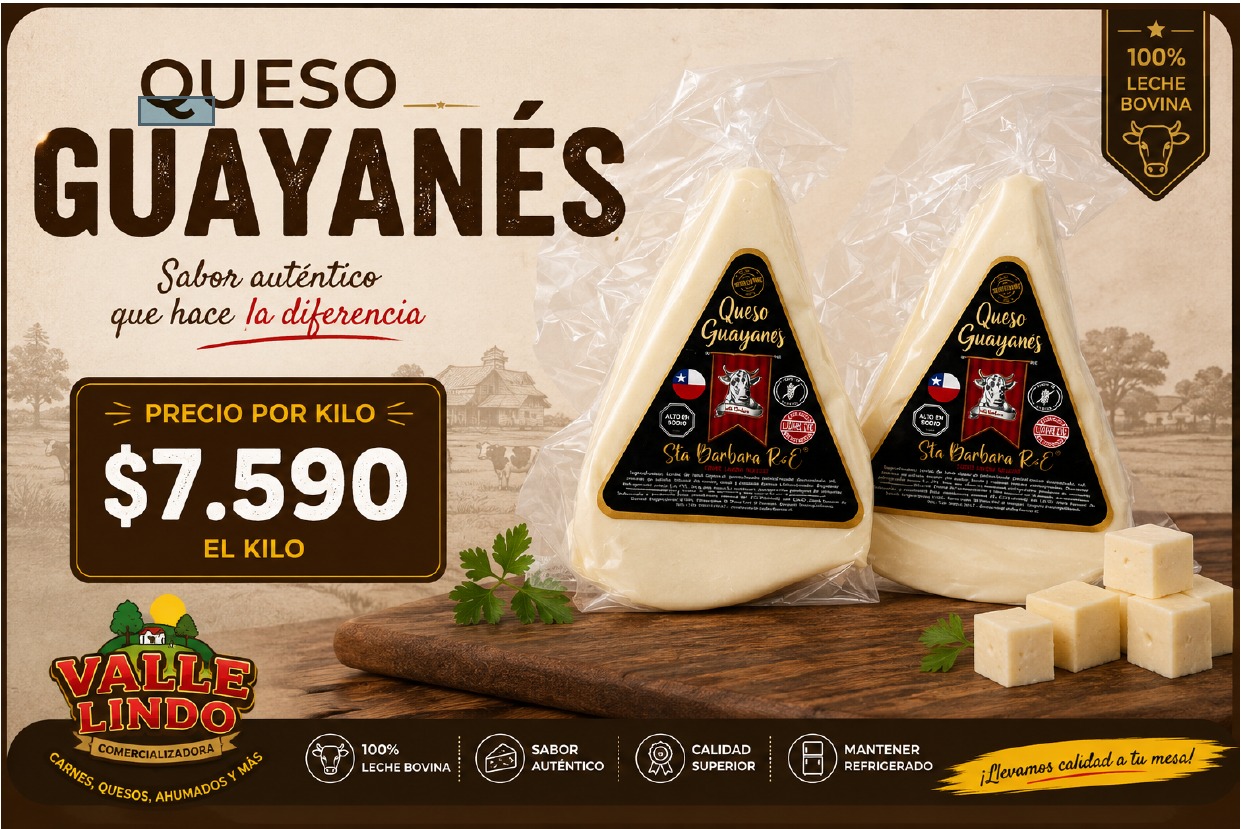 QUESO
GUAYANÉS
Sabor auténtico
que hace la diferencia
PRECIO POR KILO
$7.590
EL KILO
100%
LECHE
BOVINA
Queso
Guayanés
ALTO EN
SODIO
Sta Barbara R&E
Queso
Guayanés
ALTO EN
SODIO
Sta Barbara R&E
VALLE
LINDO
COMERCIALIZADORA
CARNES, QUESOS, AHUMADOS Y MÁS
100%
LECHE BOVINA
SABOR
AUTÉNTICO
CALIDAD
SUPERIOR
MANTENER
REFRIGERADO
¡Llevamos calidad a tu mesa!